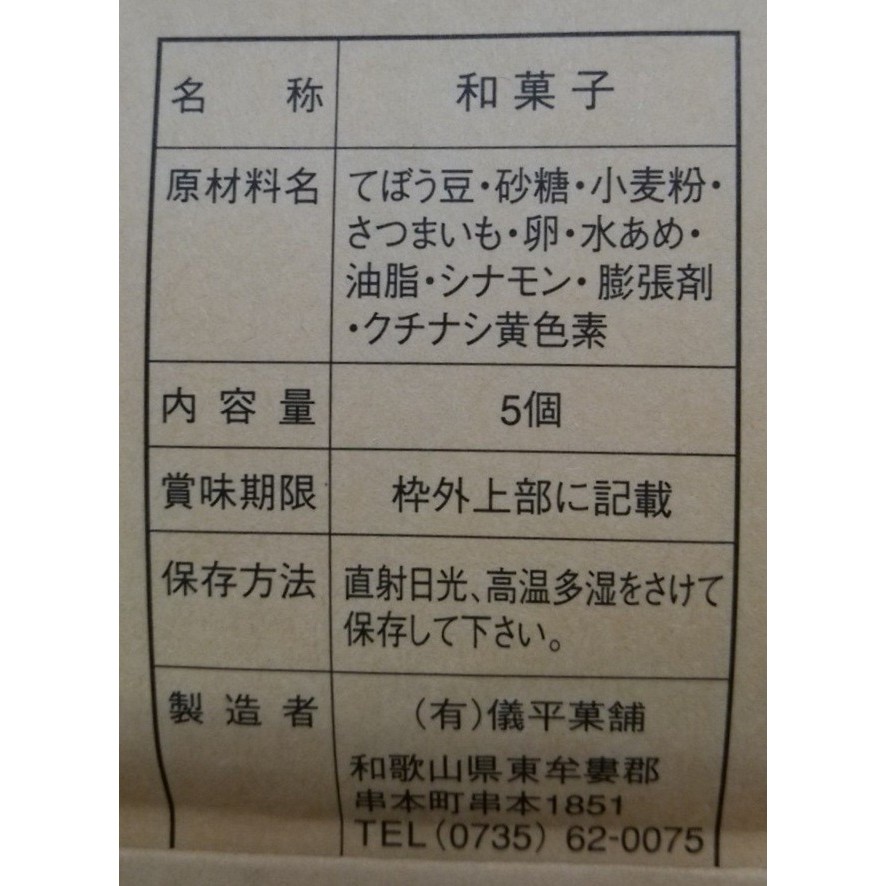 名称 和菓子
原材料名 てぼう豆・砂糖・小麦粉・
さつまいも・卵・水あめ・
油脂・シナモン・膨張剤
・クチナシ黄色素
内容量 5個
賞味期限 枠外上部に記載
保存方法 直射日光、高温多湿をさけて
保存して下さい。
製造者 (有)儀平菓舗
和歌山県東牟婁郡
串本町串本1851
TEL(0735) 62-0075